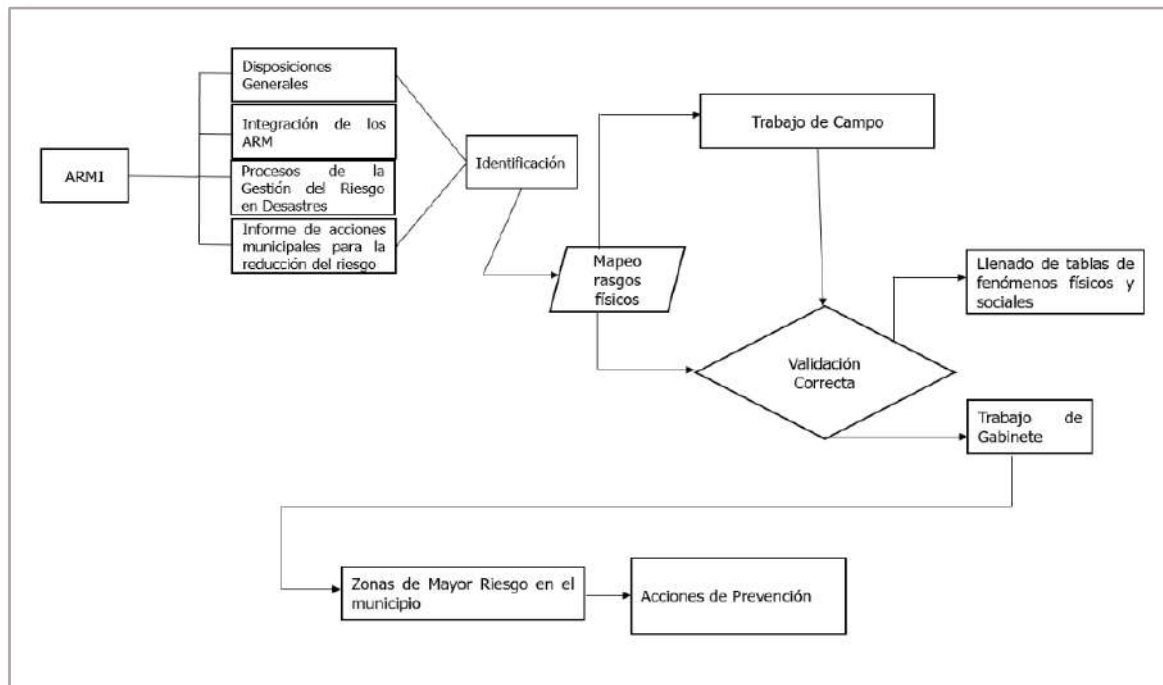 Disposiciones
Generales
Integración de los
ARM
ARMI
Procesos de la
Gestión del Riesgo
en Desastres
Informe de acciones
municipales para la
reducción del riesgo
Identificación
Trabajo de Campo
Mapeo
rasgos
físicos
Llenado de tablas de
fenómenos físicos y
sociales
Validación
Correcta
Trabajo de
Gabinete
Zonas de Mayor Riesgo en el
municipio
Acciones de Prevención